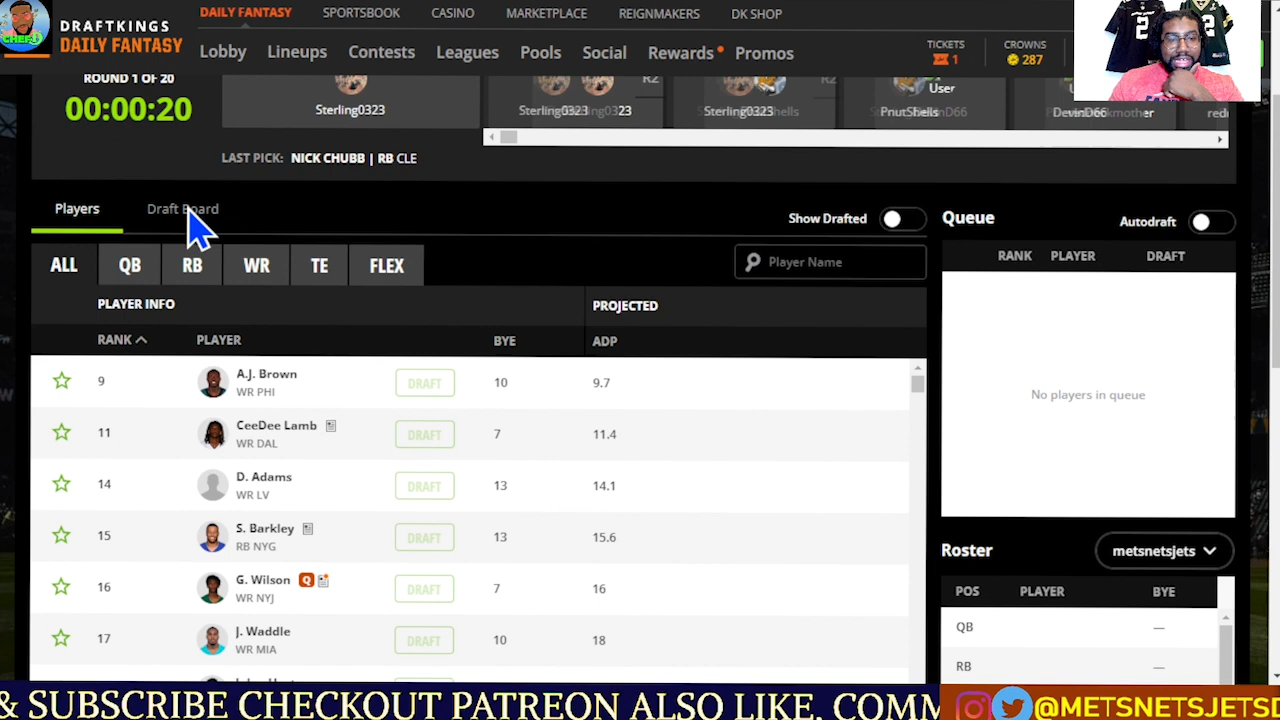 CHEF
DRAFTKINGS
DAILY FANTASY
DAILY FANTASY SPORTSBOOK CASINO MARKETPLACE REIGNMAKERS DK SHOP
Lobby Lineups Contests Leagues Pools Social Rewards Promos
TICKETS
1
CROWNS
287
2 2
ROUND 1 OF 20
00:00:20
R2 R2 User
Sterling0323 Sterling0323 Sterling0323 PnutShells DevinD66
LAST PICK: NICK CHUBB | RB CLE
Players Draft Board
Show Drafted
Queue
Autodraft
ALL QB RB WR TE FLEX
Player Name
RANK PLAYER DRAFT
PLAYER INFO PROJECTED
RANK PLAYER BYE ADP
9 A.J. Brown DRAFT 10 9.7
WR PHI
11 CeeDee Lamb DRAFT 7 11.4
WR DAL
14 D. Adams DRAFT 13 14.1
WR LV
15 S. Barkley DRAFT 13 15.6
RB NYG
16 G. Wilson Q DRAFT 7 16
WR NYJ
17 J. Waddle DRAFT 10 18
WR MIA
No players in queue
Roster
metsnetsjets
POS PLAYER BYE
QB —
RB —
& SUBSCRIBE CHECKOUT PATREON ALSO LIKE, COMM
@METSNETSJETSD